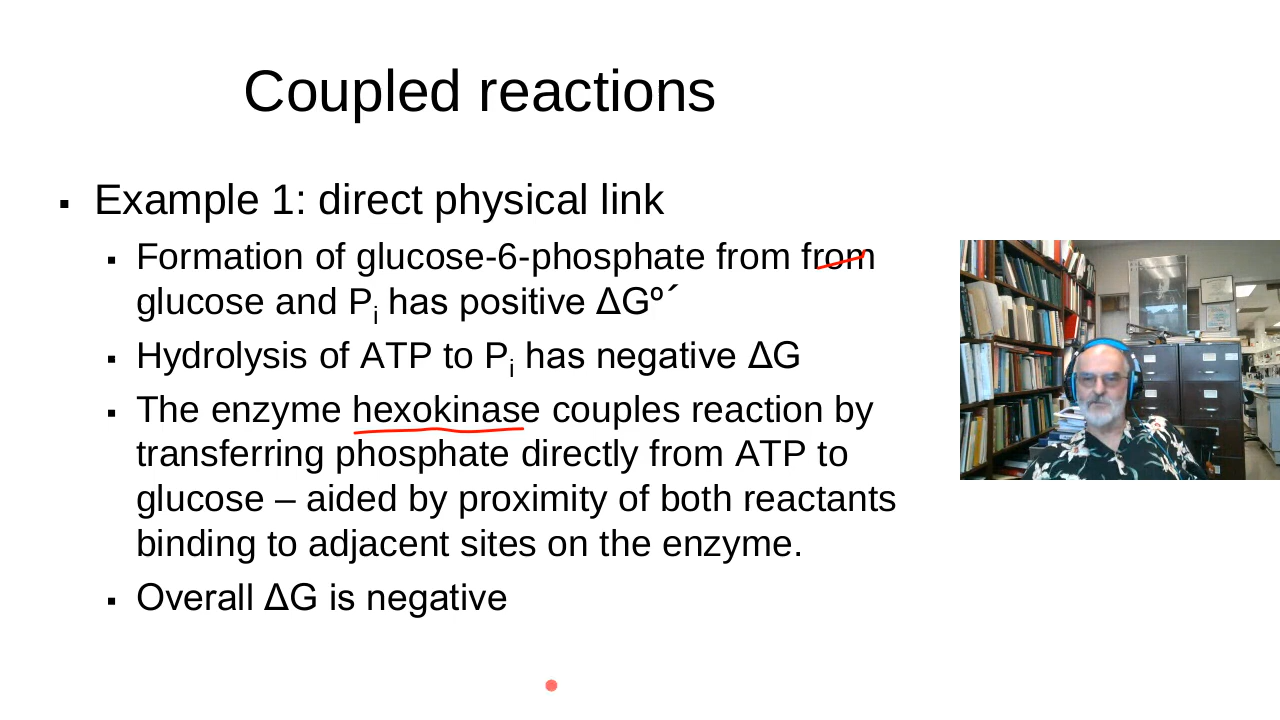 Coupled reactions
▪ Example 1: direct physical link
▪ Formation of glucose-6-phosphate from from
glucose and Pi has positive ΔGº´
▪ Hydrolysis of ATP to Pi has negative ΔG
▪ The enzyme hexokinase couples reaction by
transferring phosphate directly from ATP to
glucose – aided by proximity of both reactants
binding to adjacent sites on the enzyme.
▪ Overall ΔG is negative